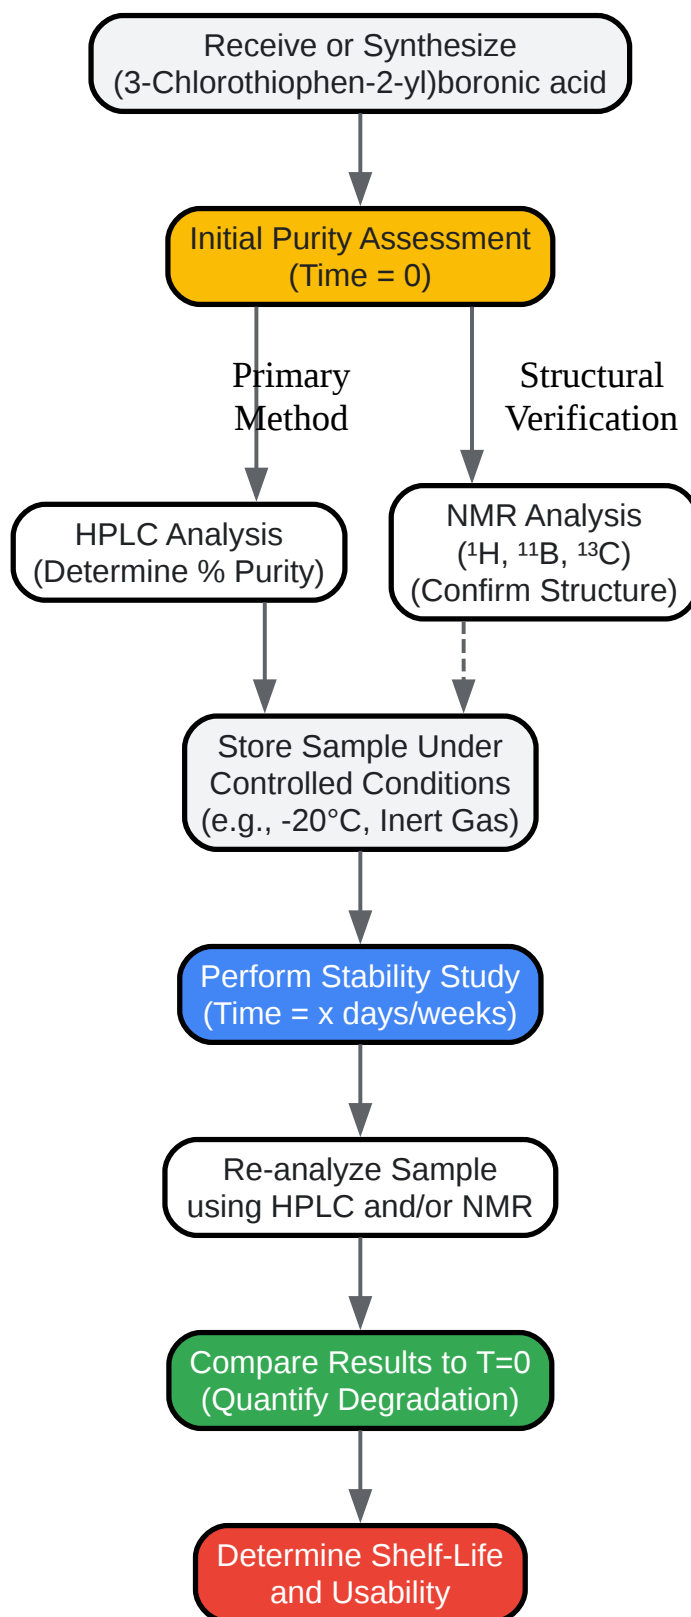 Receive or Synthesize
(3-Chlorothiophen-2-yl)boronic acid
Initial Purity Assessment
(Time = 0)
Primary
Method
Structural
Verification
HPLC Analysis
(Determine % Purity)
NMR Analysis
(¹H, ¹¹B, ¹³C)
(Confirm Structure)
Store Sample Under
Controlled Conditions
(e.g., -20°C, Inert Gas)
Perform Stability Study
(Time = x days/weeks)
Re-analyze Sample
using HPLC and/or NMR
Compare Results to T=0
(Quantify Degradation)
Determine Shelf-Life
and Usability